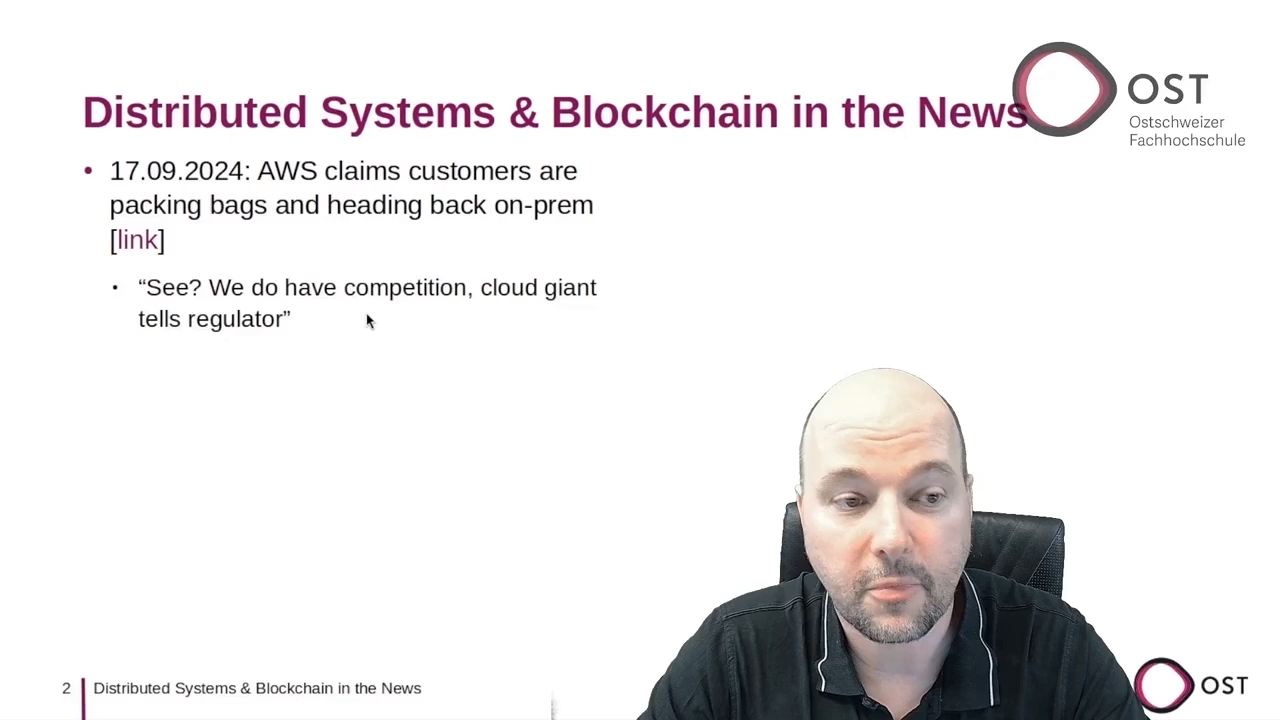 Distributed Systems & Blockchain in the News
OST
Ostschweizer
Fachhochschule
• 17.09.2024: AWS claims customers are
packing bags and heading back on-prem
[link]
• “See? We do have competition, cloud giant
tells regulator”
2
Distributed Systems & Blockchain in the News
OST